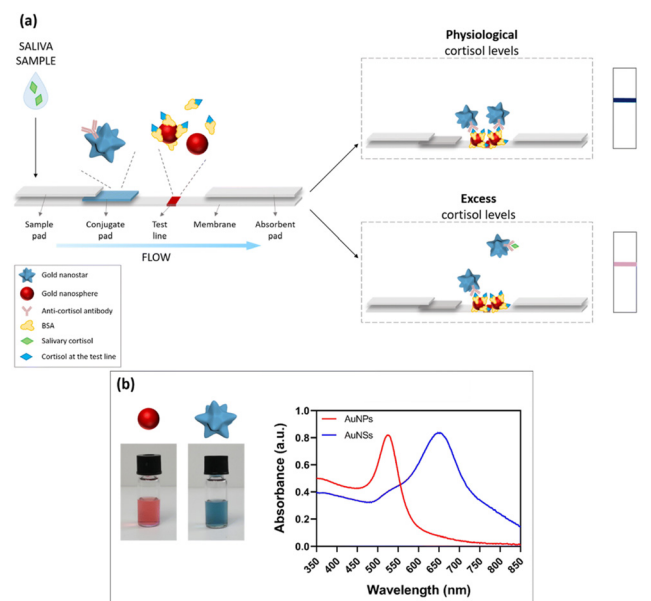 (a)
SALIVA
SAMPLE
Physiological
cortisol levels
Sample
pad
Conjugate
pad
Test
line
Membrane
Absorbent
pad
FLOW
Excess
cortisol levels
Gold nanostar
Gold nanosphere
Anti-cortisol antibody
BSA
Salivary cortisol
Cortisol at the test line
(b)
AuNPs
AuNSs
Absorbance (a.u.)
1.0
0.8
0.6
0.4
0.2
0.0
350 400 450 500 550 600 650 700 750 800 850
Wavelength (nm)